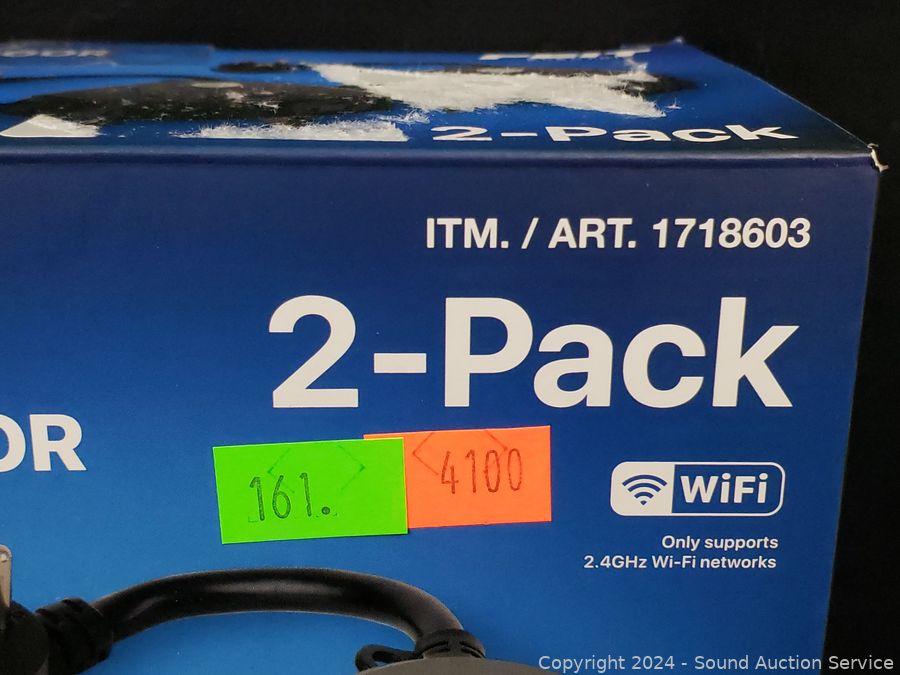 2-Pack
ITM. / ART. 1718603
2-Pack
OR
161.
4100
WiFi
Only supports
2.4GHz Wi-Fi networks
Copyright 2024 - Sound Auction Service